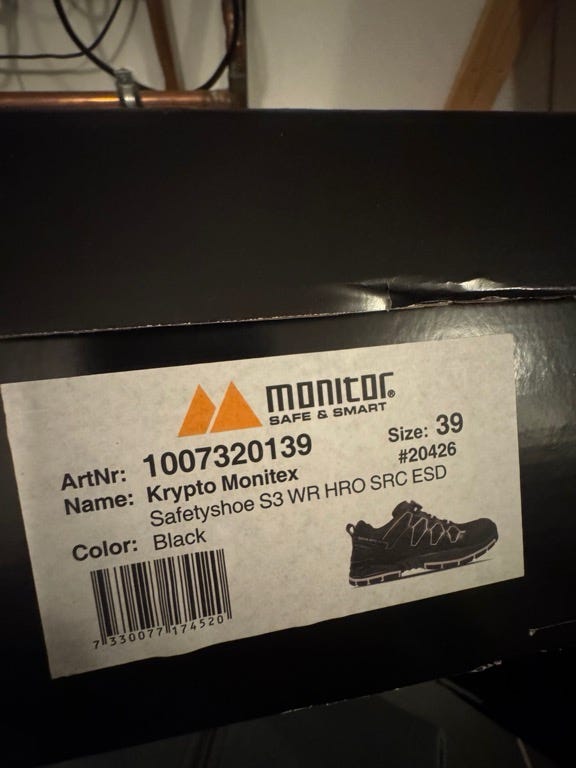 monitor®
SAFE & SMART
ArtNr: 1007320139
Size: 39
Name: Krypto Monitex
#20426
Safetyshoe S3 WR HRO SRC ESD
Color: Black
7 330077 174520